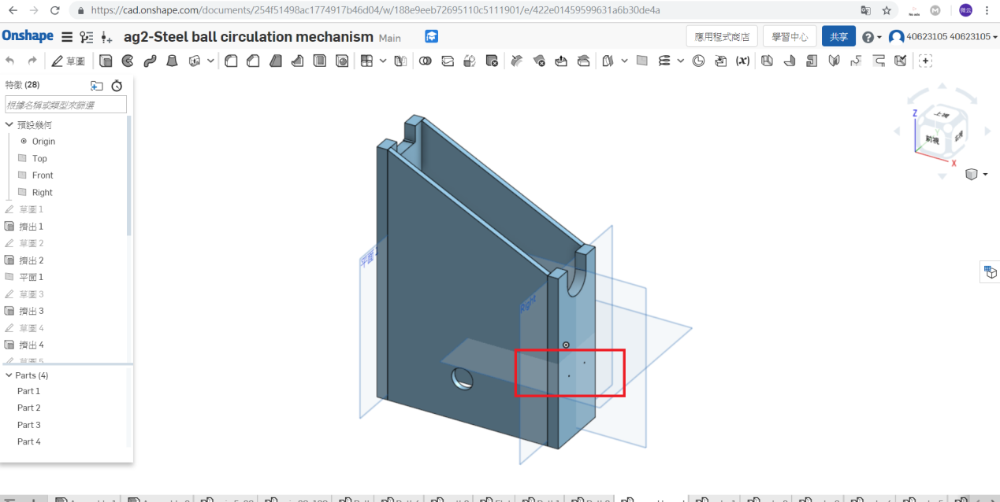 https://cad.onshape.com/documents/254f51498ac1774917b46d04/w/188e9eeb72695110c5111901/e/422e01459599631a6b30de4a
Onshape ag2-Steel ball circulation mechanism Main 應用程式商店 學習中心 共享 40623105 40623105
草圖 (x)
特徵 (28)
根據名稱或類型來篩選
預設幾何
Origin
Top
Front
Right
草圖 1
擠出 1
草圖 2
擠出 2
平面 1
草圖 3
擠出 3
草圖 4
擠出 4
草圖 5
Parts (4)
Part 1
Part 2
Part 3
Part 4
平面 1
Right
Z
上視
前視
右視
X